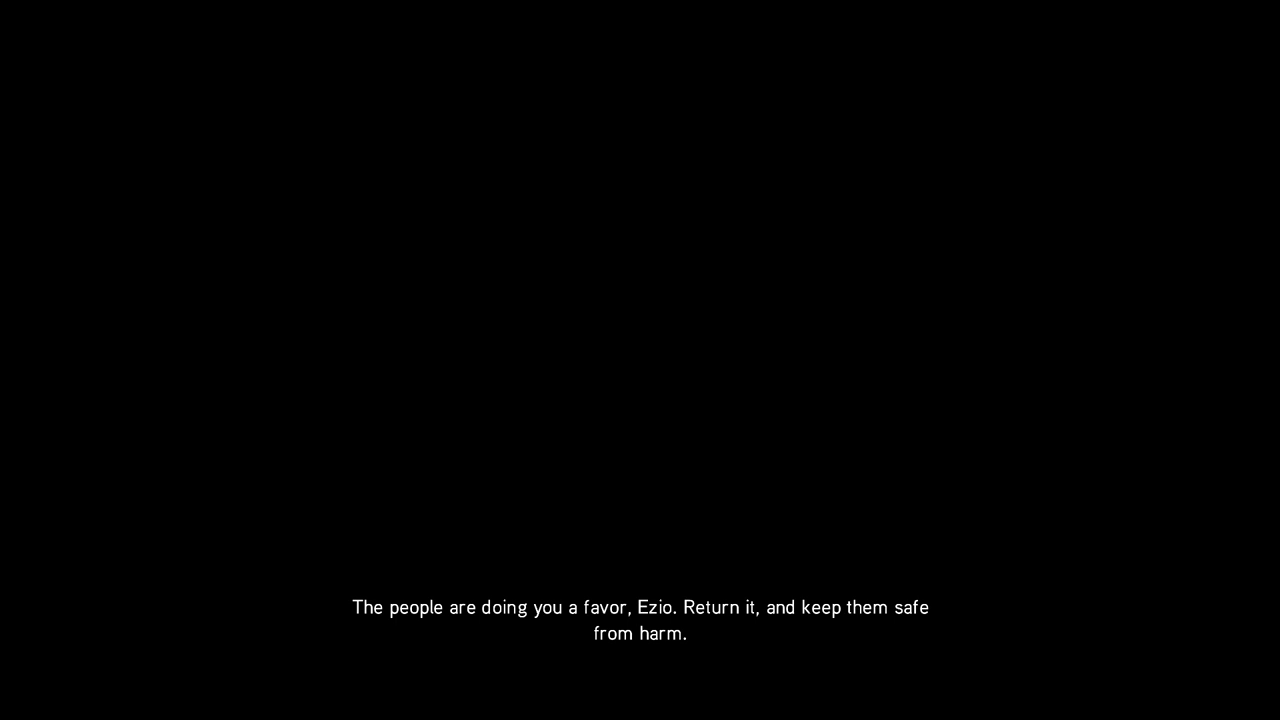 The people are doing you a favor, Ezio. Return it, and keep them safe
from harm.